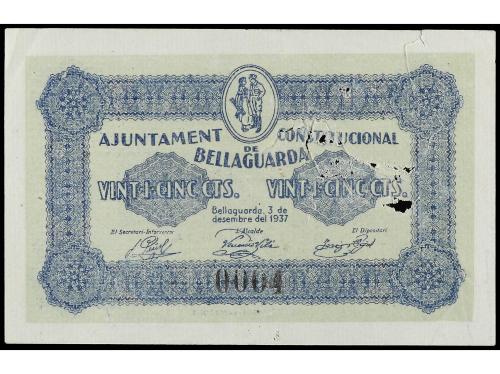 AJUNTAMENT CONSTITUCIONAL
DE
BELLAGUARDA
VINT-I-CINC CTS. VINT-I-CINC CTS.
Bellaguarda, 3 de
desembre del 1937
El Secretari-Interventor L'Alcalde El Dipositari
0004